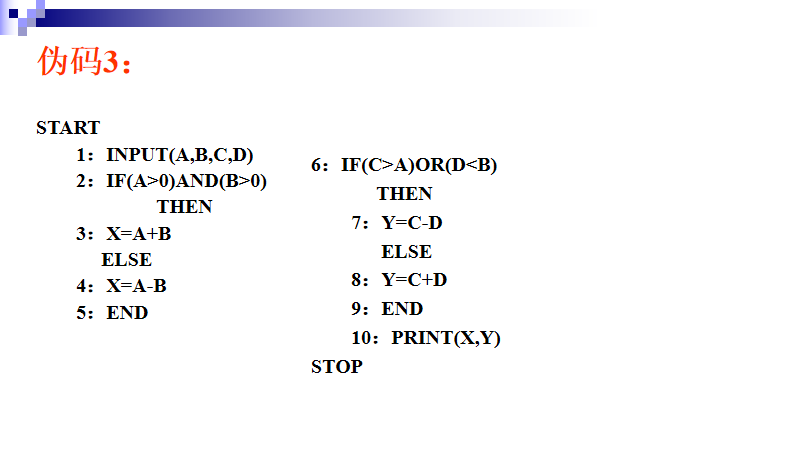 伪码3：
START
1：INPUT(A,B,C,D)
2：IF(A>0)AND(B>0)
THEN
3：X=A+B
ELSE
4：X=A-B
5：END
6：IF(C>A)OR(D<B)
THEN
7：Y=C-D
ELSE
8：Y=C+D
9：END
10：PRINT(X,Y)
STOP